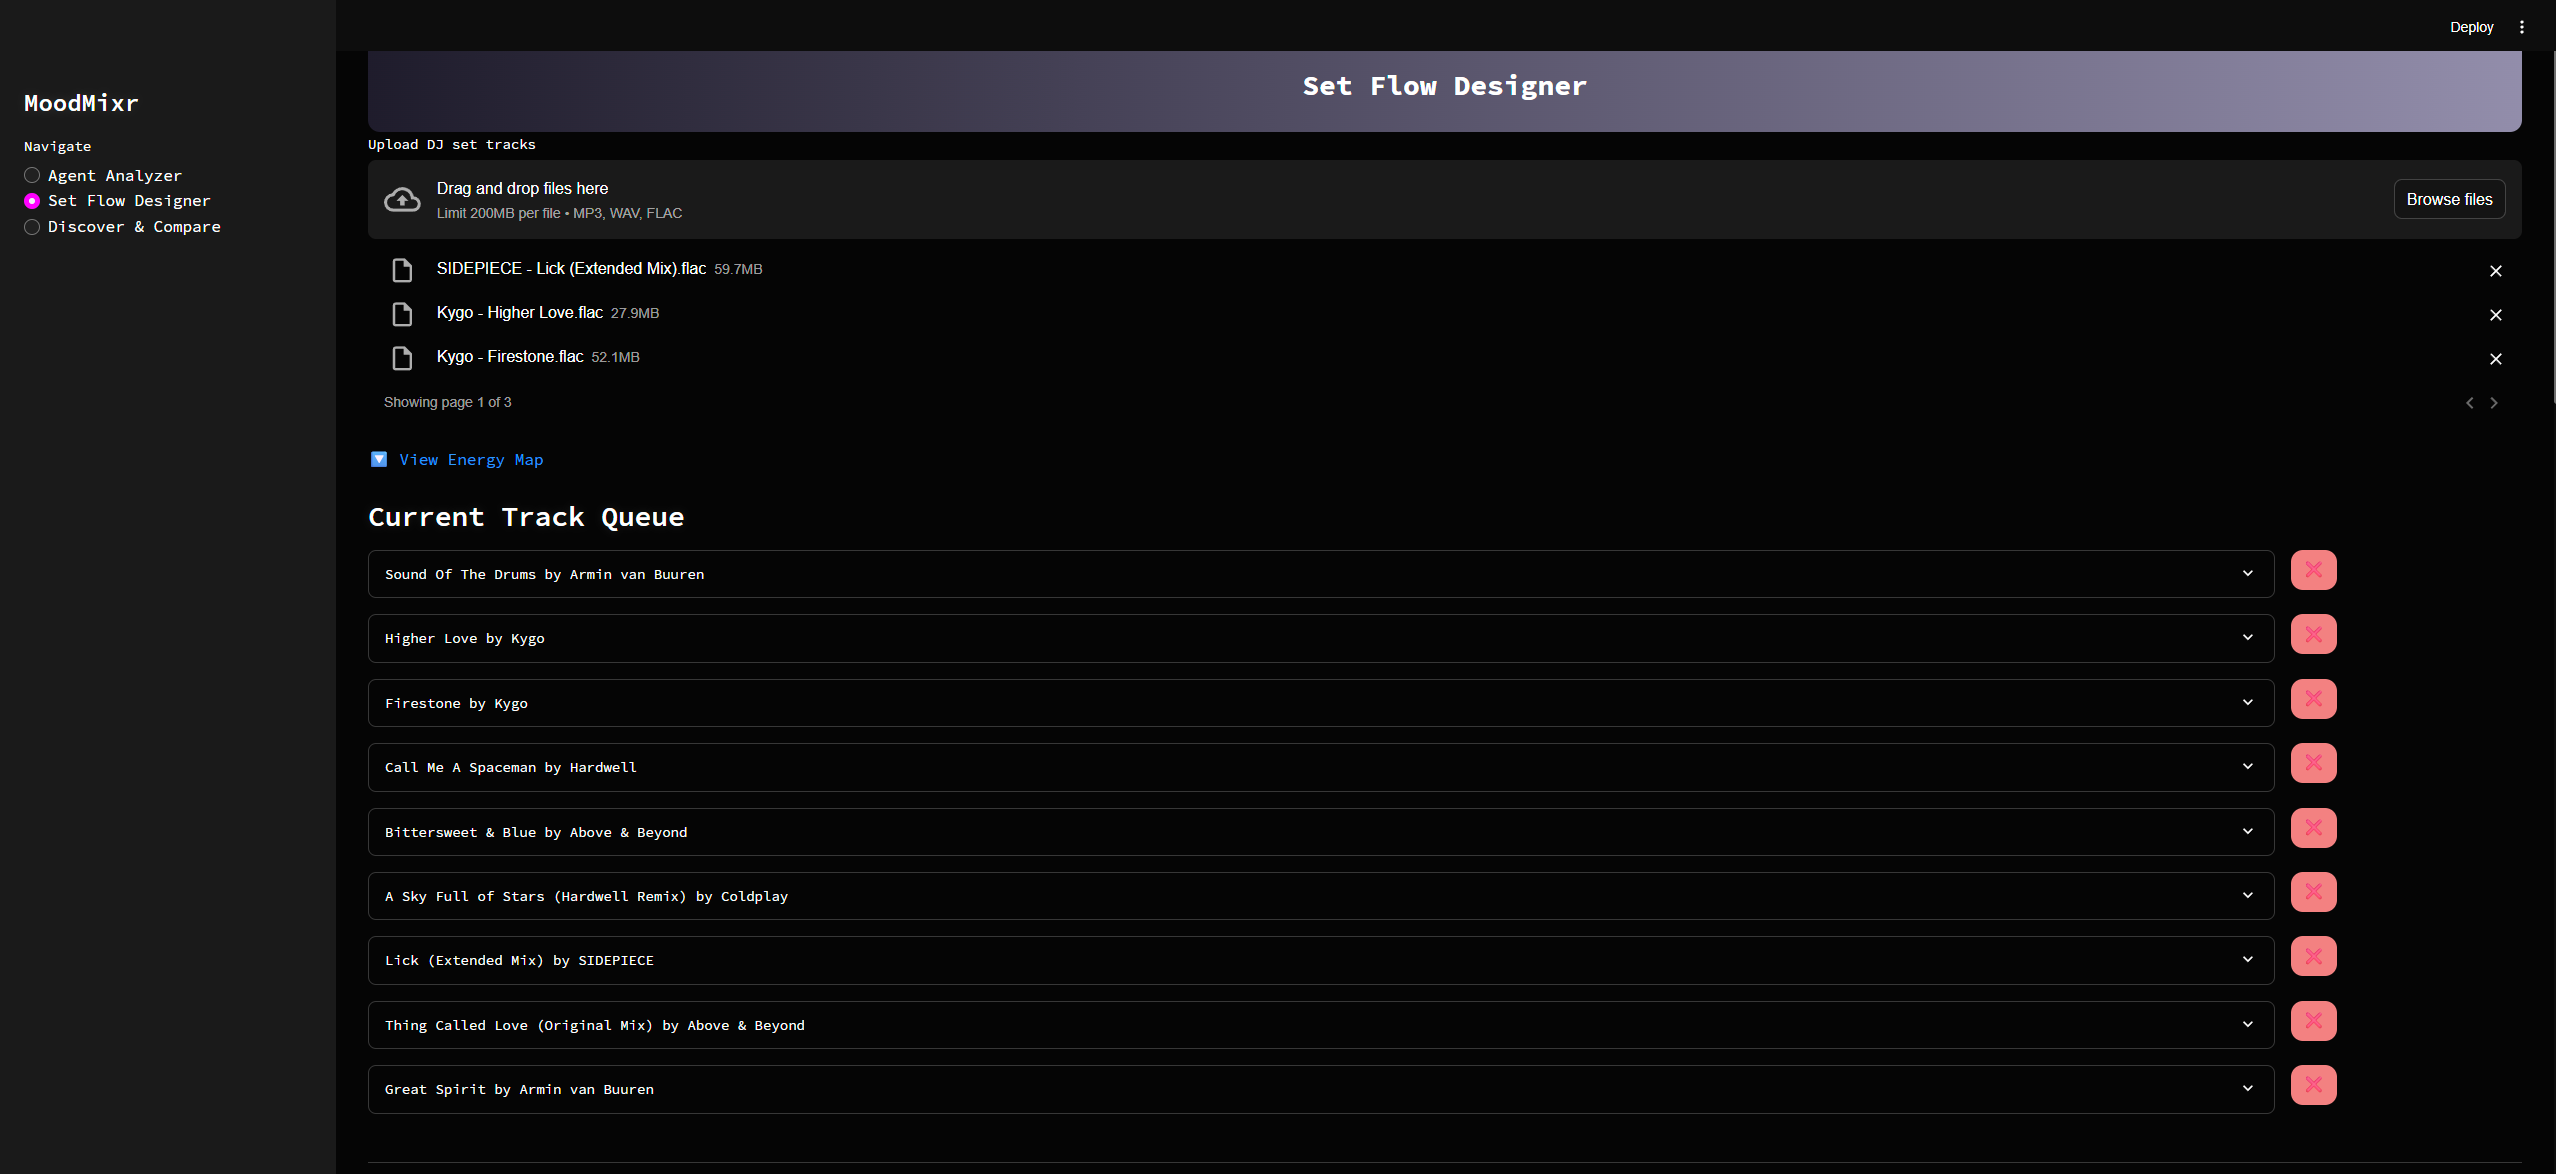 Deploy
MoodMixr
Navigate
Agent Analyzer
Set Flow Designer
Discover & Compare
Set Flow Designer
Upload DJ set tracks
Drag and drop files here
Limit 200MB per file • MP3, WAV, FLAC
Browse files
SIDEPIECE - Lick (Extended Mix).flac 59.7MB
Kygo - Higher Love.flac 27.9MB
Kygo - Firestone.flac 52.1MB
Showing page 1 of 3
View Energy Map
Current Track Queue
Sound Of The Drums by Armin van Buuren
Higher Love by Kygo
Firestone by Kygo
Call Me A Spaceman by Hardwell
Bittersweet & Blue by Above & Beyond
A Sky Full of Stars (Hardwell Remix) by Coldplay
Lick (Extended Mix) by SIDEPIECE
Thing Called Love (Original Mix) by Above & Beyond
Great Spirit by Armin van Buuren